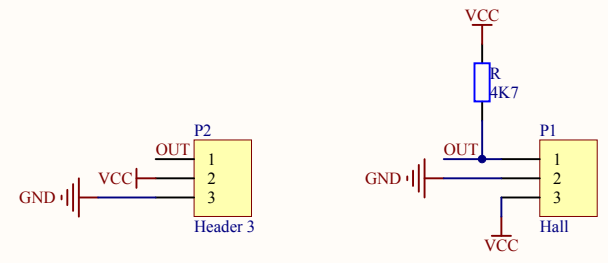 VCC
R
4K7
P2
OUT 1
VCC 2
GND 3
Header 3
P1
OUT 1
GND 2
3
Hall
VCC